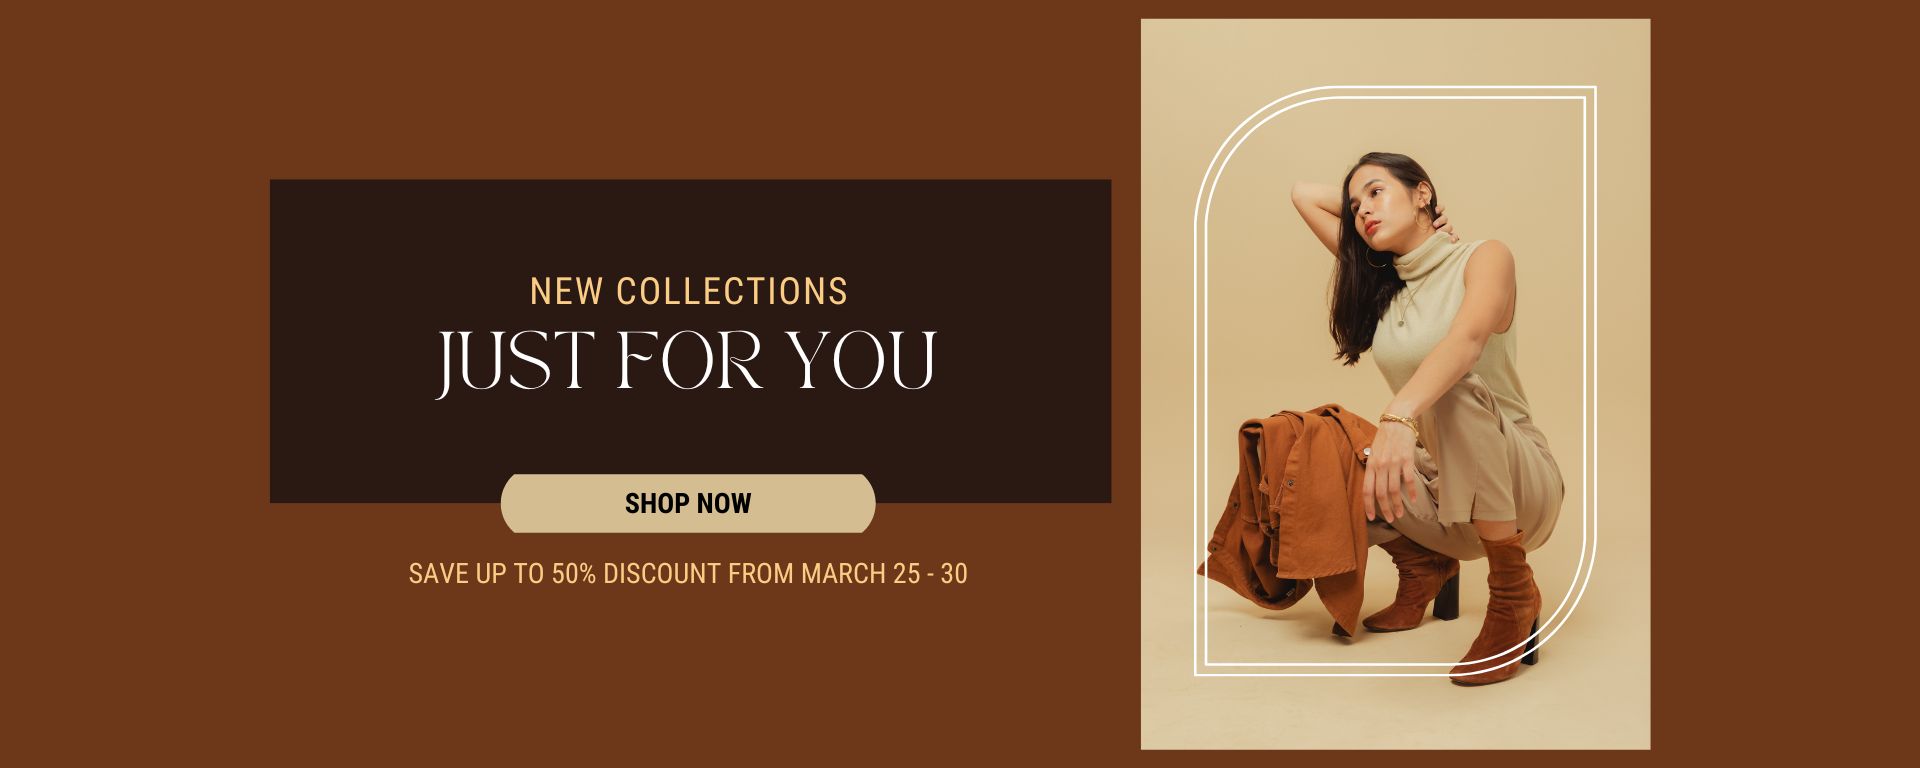 NEW COLLECTIONS
JUST FOR YOU
SHOP NOW
SAVE UP TO 50% DISCOUNT FROM MARCH 25 - 30